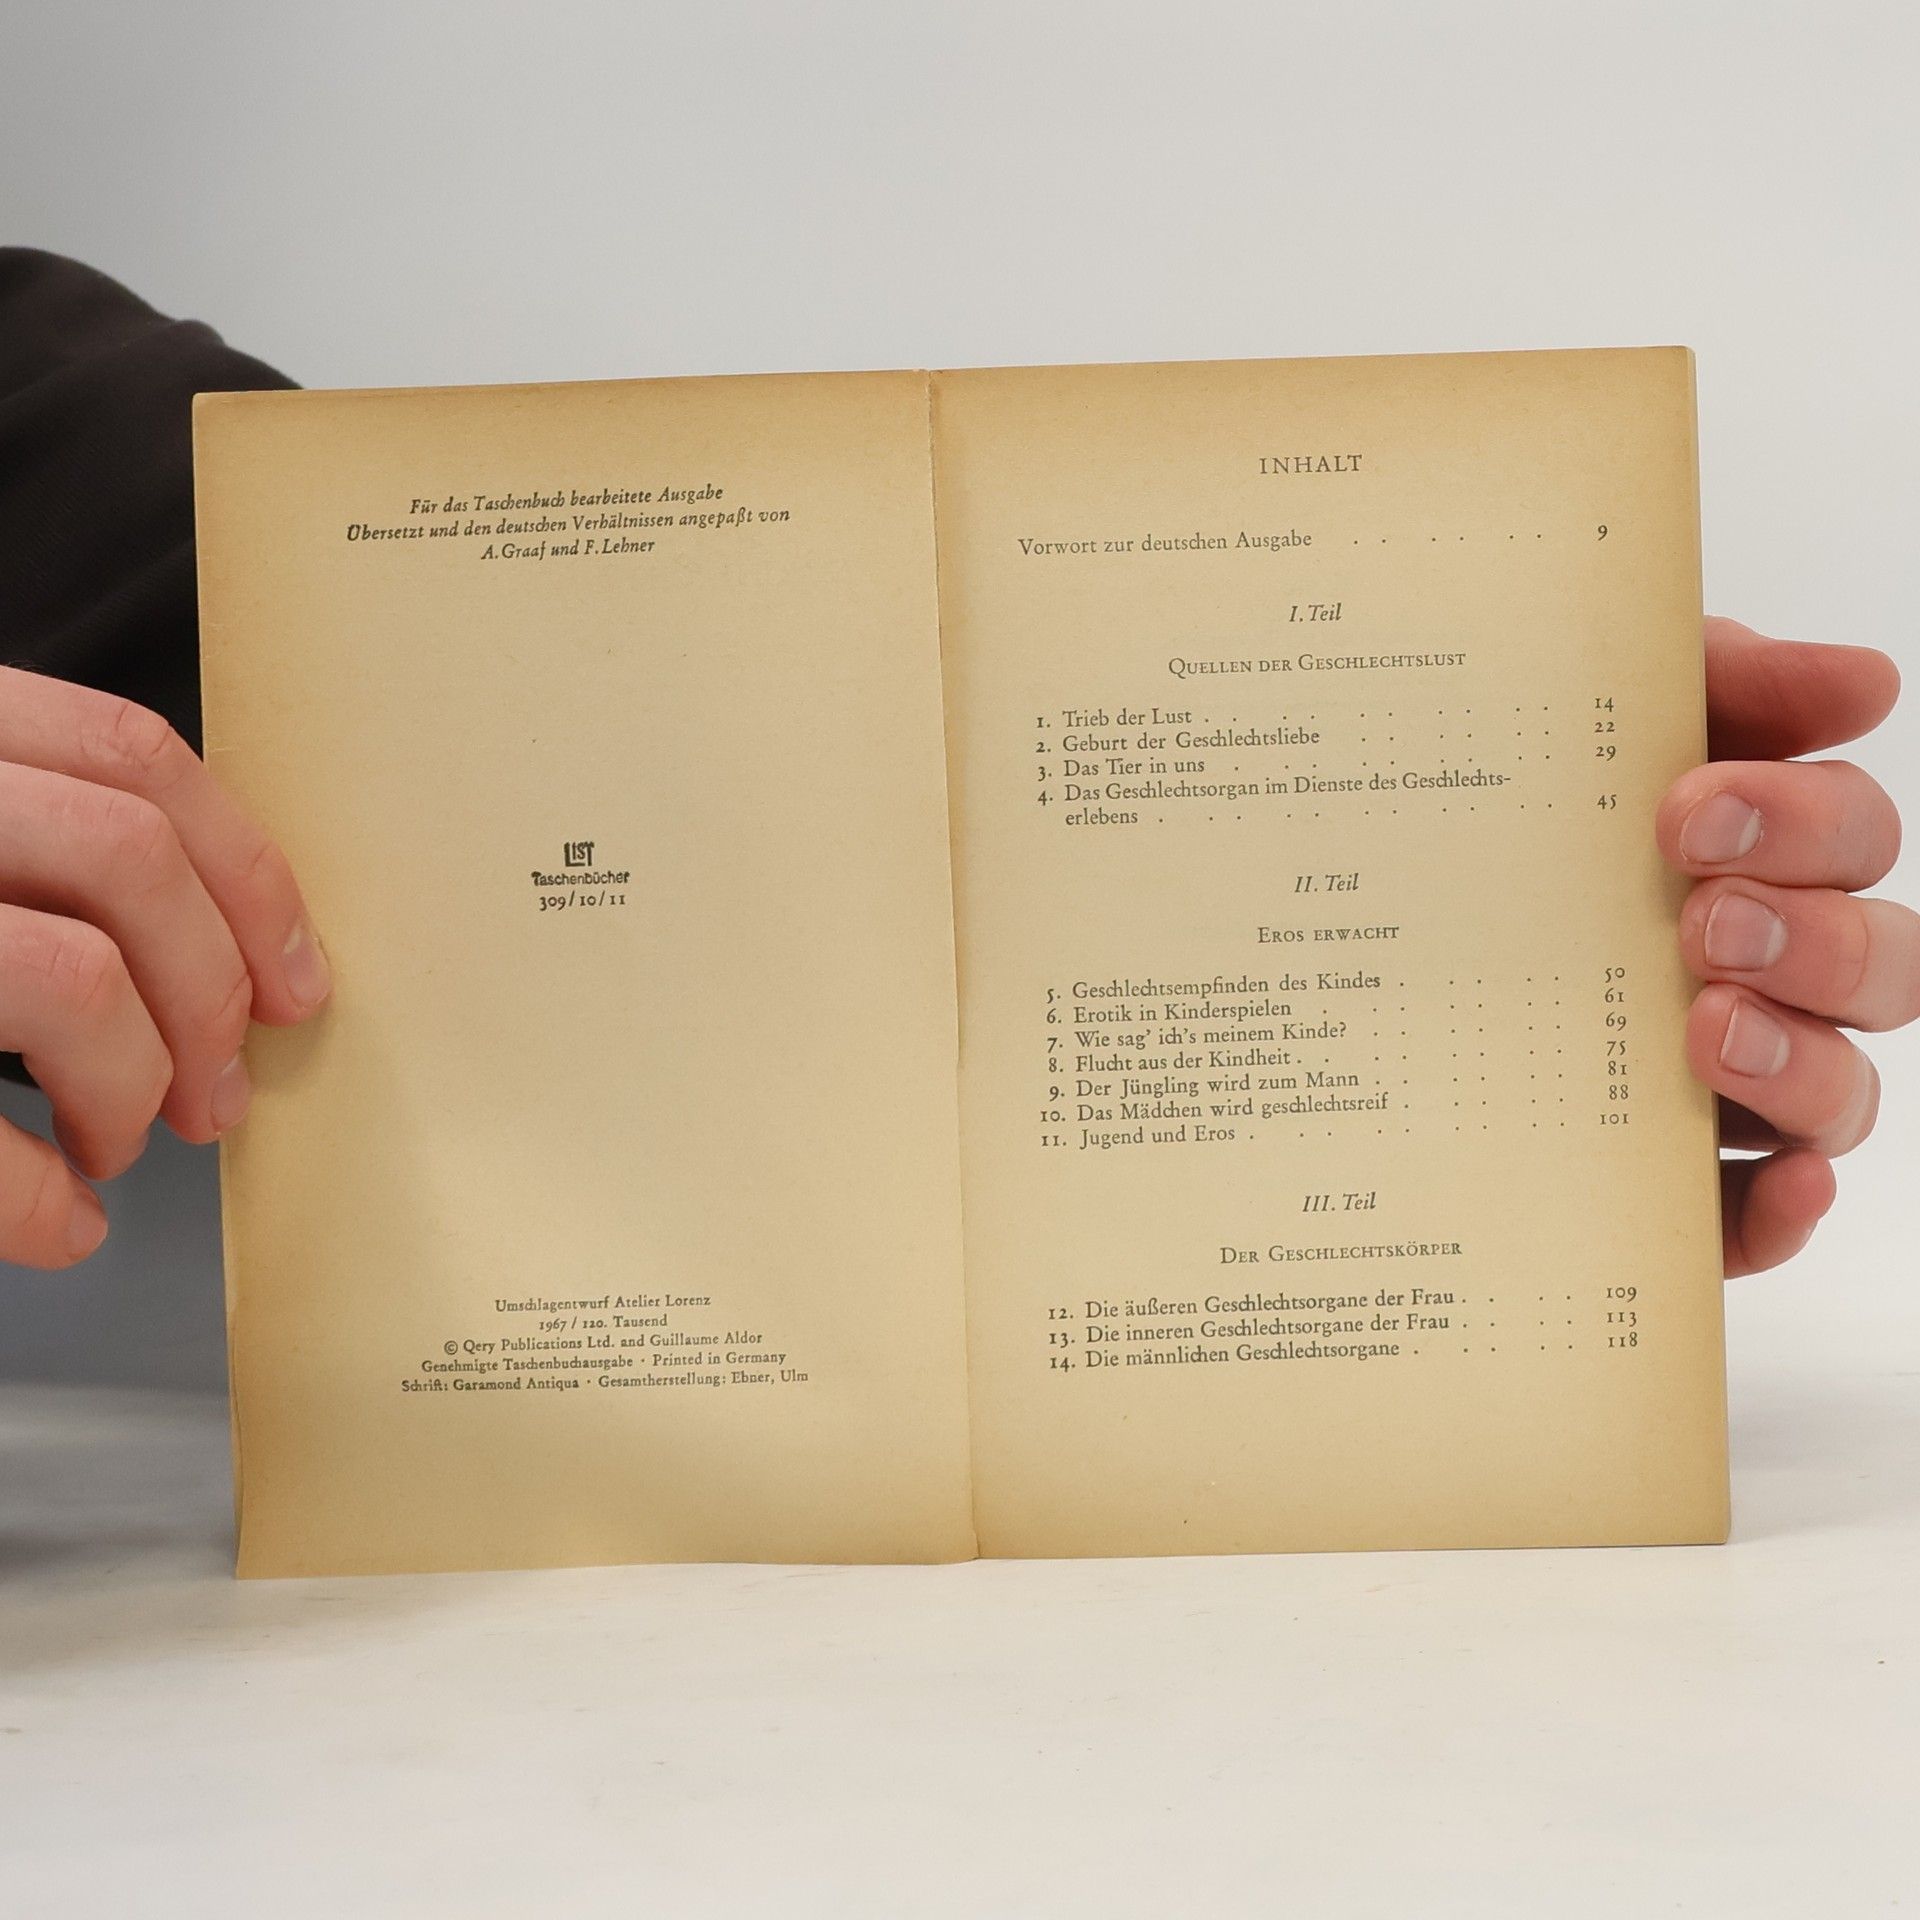 Für das Taschenbuch bearbeitete Ausgabe
Übersetzt und den deutschen Verhältnissen angepaßt von
A. Graaf und F. Lehner
LIST
Taschenbücher
309/10/11
Umschlagentwurf Atelier Lorenz
1967 / 120. Tausend
© Qery Publications Ltd. and Guillaume Aldor
Genehmigte Taschenbuchausgabe · Printed in Germany
Schrift: Garamond Antiqua · Gesamtherstellung: Ebner, Ulm
INHALT
Vorwort zur deutschen Ausgabe . . . . . . 9
I. Teil
QUELLEN DER GESCHLECHTSLUST
1. Trieb der Lust . . . . . . . . . . 14
2. Geburt der Geschlechtsliebe . . . . . . 22
3. Das Tier in uns . . . . . . . . . 29
4. Das Geschlechtsorgan im Dienste des Geschlechts-
erlebens . . . . . . . . . . . 45
II. Teil
EROS ERWACHT
5. Geschlechtsempfinden des Kindes . . . . . 50
6. Erotik in Kinderspielen . . . . . . . 61
7. Wie sag' ich's meinem Kinde? . . . . . . 69
8. Flucht aus der Kindheit . . . . . . . . 75
9. Der Jüngling wird zum Mann . . . . . . 81
10. Das Mädchen wird geschlechtsreif . . . . . 88
11. Jugend und Eros . . . . . . . . . 101
III. Teil
DER GESCHLECHTSKÖRPER
12. Die äußeren Geschlechtsorgane der Frau . . . . 109
13. Die inneren Geschlechtsorgane der Frau . . . . 113
14. Die männlichen Geschlechtsorgane . . . . . 118